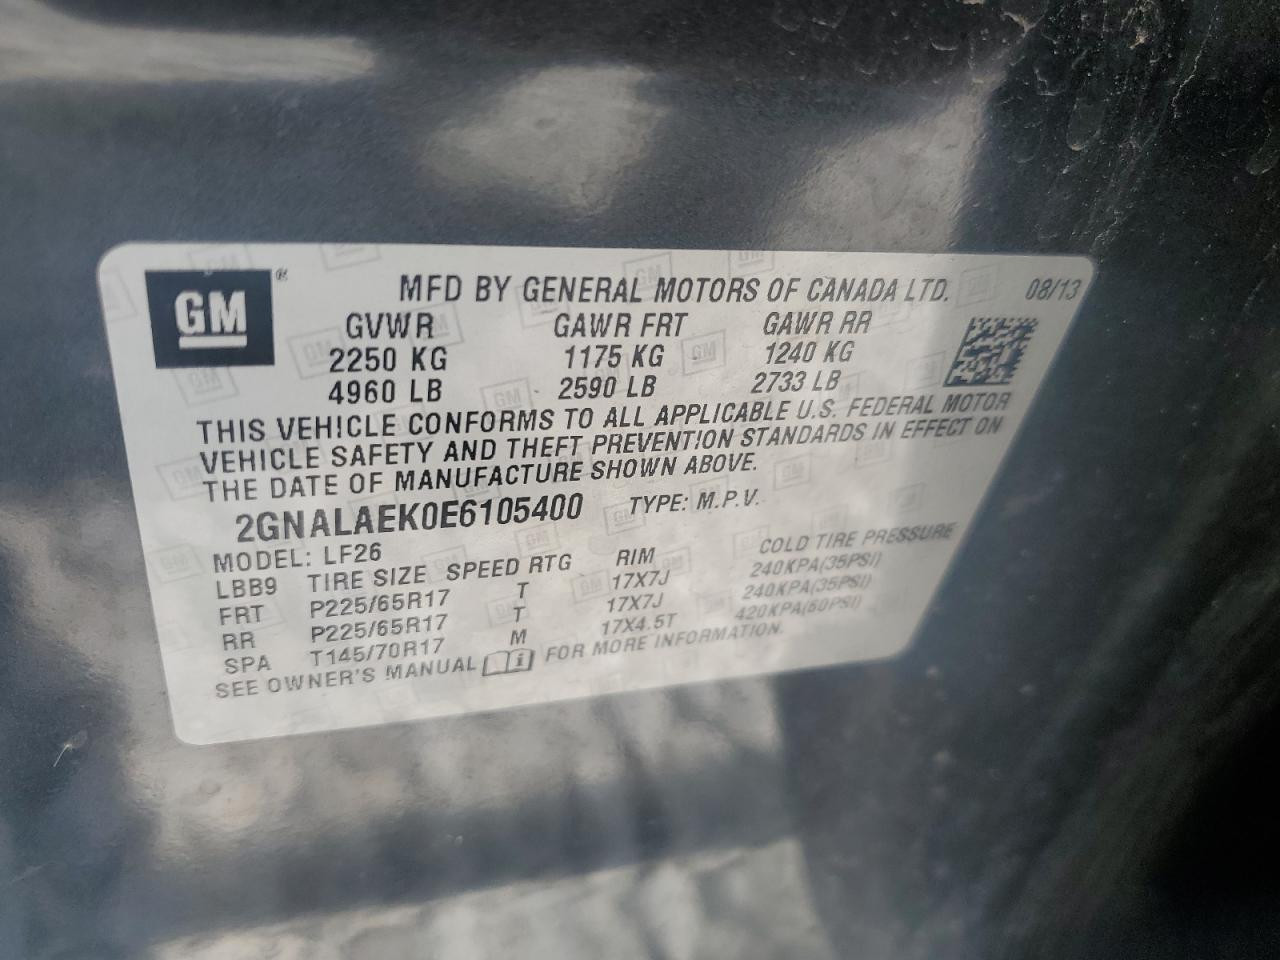 GM ® MFD BY GENERAL MOTORS OF CANADA LTD. 08/13
GVWR GAWR FRT GAWR RR
2250 KG 1175 KG 1240 KG
4960 LB 2590 LB 2733 LB
THIS VEHICLE CONFORMS TO ALL APPLICABLE U.S. FEDERAL MOTOR
VEHICLE SAFETY AND THEFT PREVENTION STANDARDS IN EFFECT ON
THE DATE OF MANUFACTURE SHOWN ABOVE.
2GNALAEK0E6105400 TYPE: M.P.V.
MODEL: LF26
LBB9 TIRE SIZE SPEED RTG RIM COLD TIRE PRESSURE
FRT P225/65R17 T 17X7J 240KPA(35PSI)
RR P225/65R17 T 17X7J 240KPA(35PSI)
SPA T145/70R17 M 17X4.5T 420KPA(60PSI)
SEE OWNER'S MANUAL FOR MORE INFORMATION.